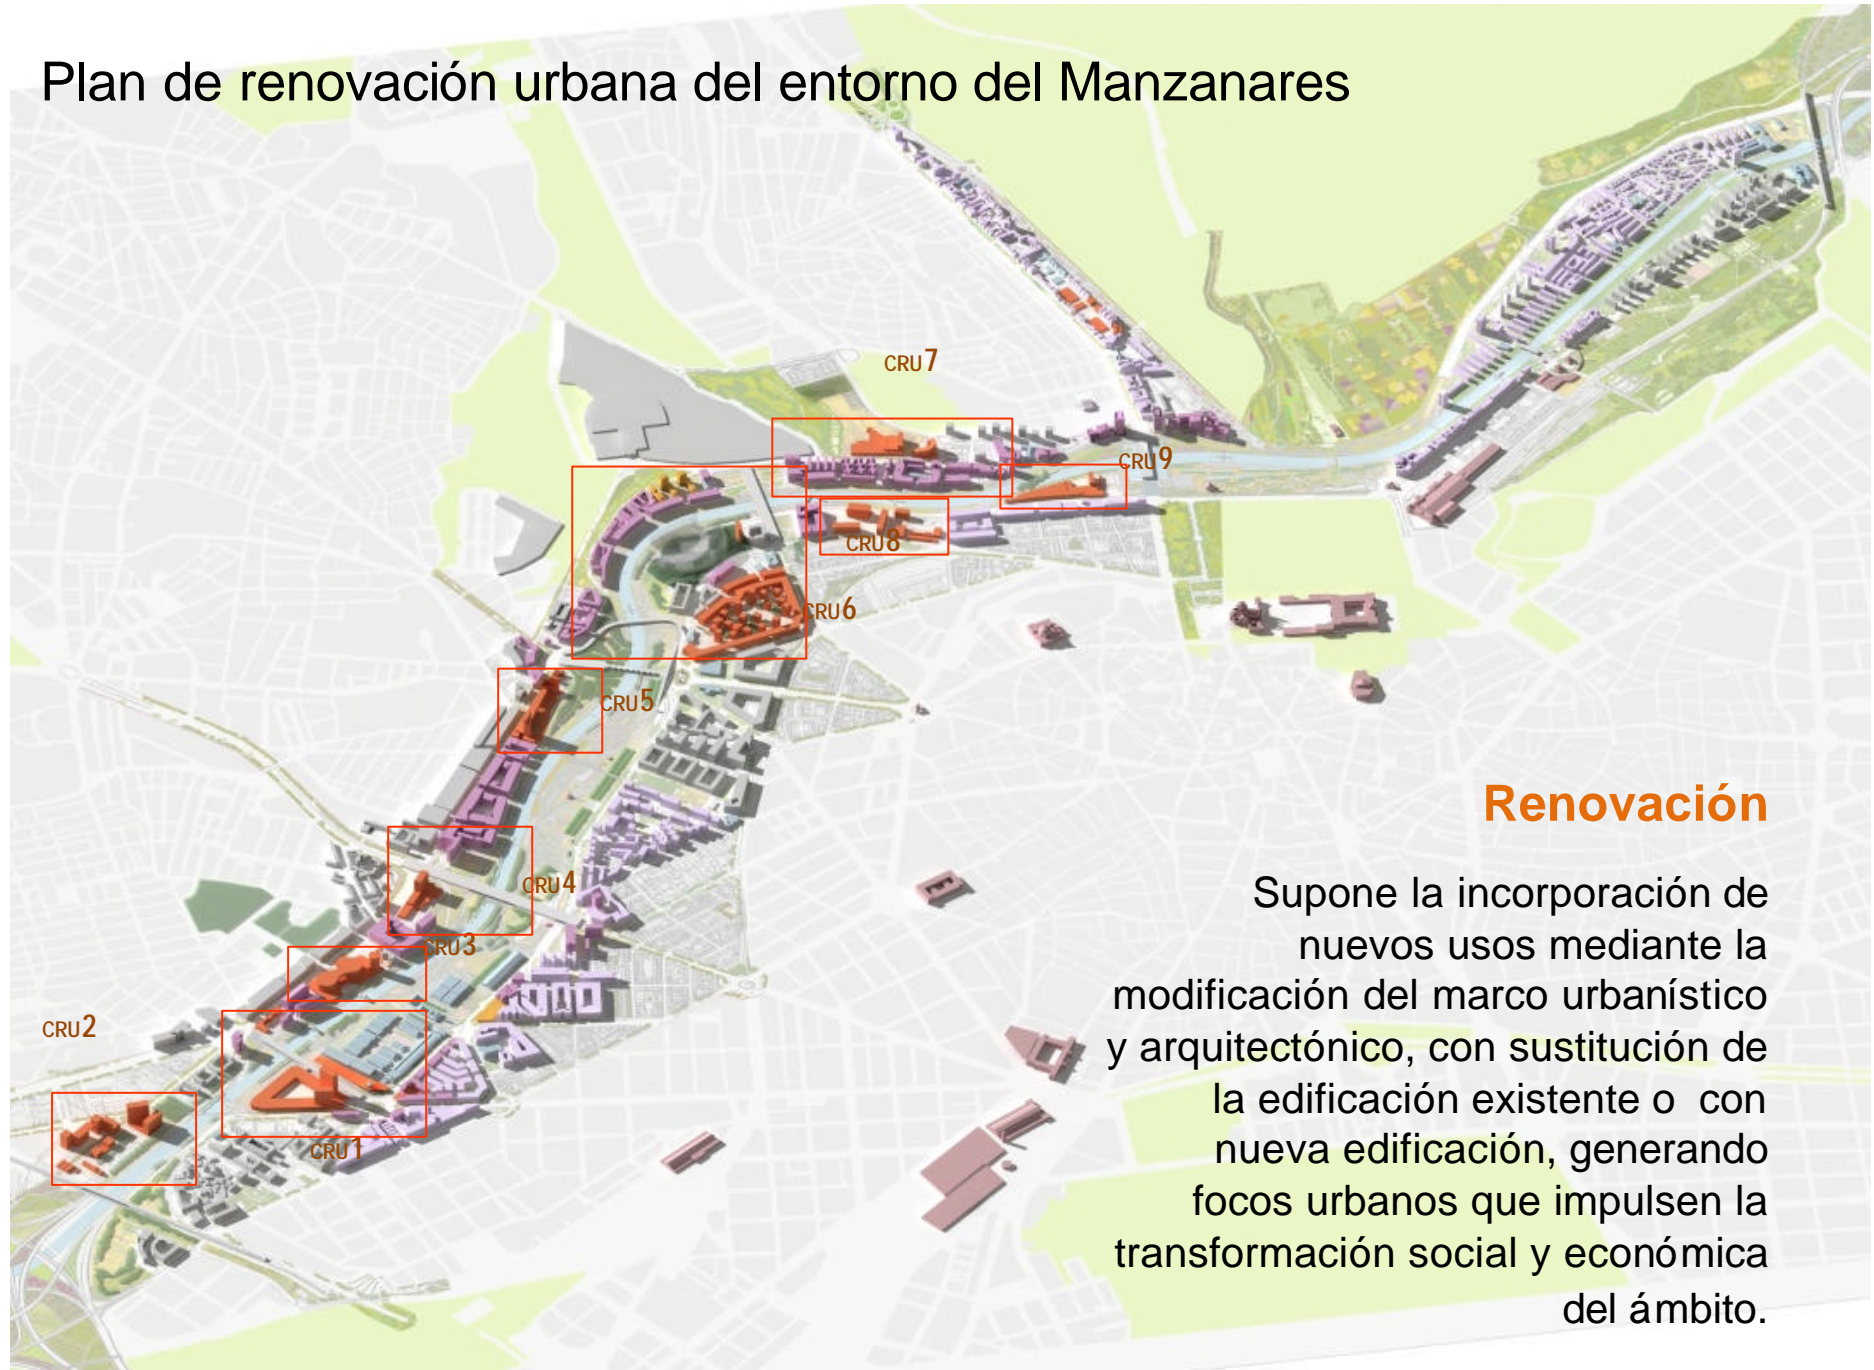 Plan de renovación urbana del entorno del Manzanares
CRU7
CRU9
CRU8
CRU6
CRU5
CRU4
CRU3
CRU2
CRU1
Renovación
Supone la incorporación de
nuevos usos mediante la
modificación del marco urbanístico
y arquitectónico, con sustitución de
la edificación existente o con
nueva edificación, generando
focos urbanos que impulsen la
transformación social y económica
del ámbito.